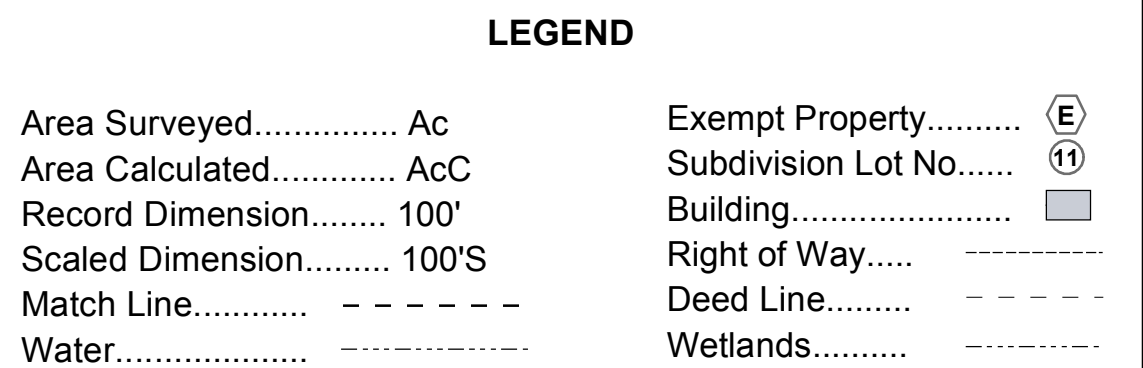 LEGEND
Area Surveyed............... Ac
Area Calculated............. AcC
Record Dimension........ 100'
Scaled Dimension......... 100'S
Match Line............
Water....................
Exempt Property.......... E
Subdivision Lot No...... 11
Building.......................
Right of Way.....
Deed Line.........
Wetlands..........